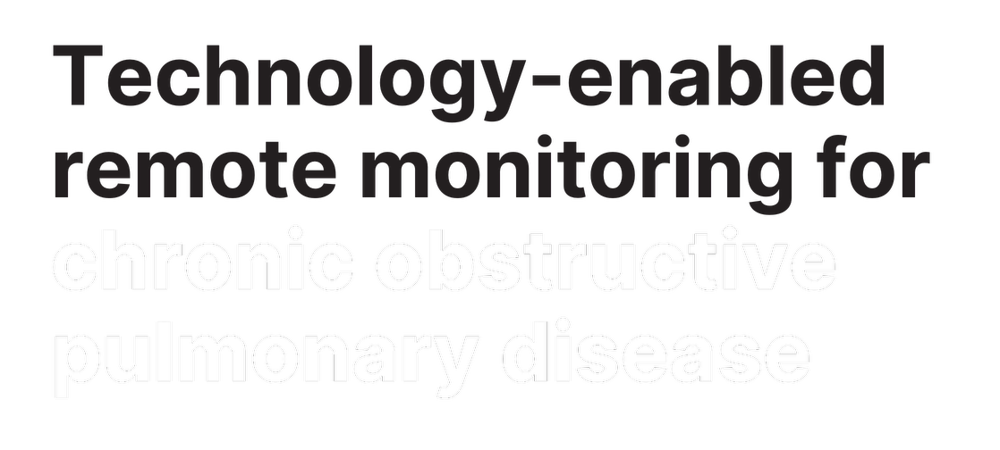 Technology-enabled
remote monitoring for
chronic obstructive
pulmonary disease